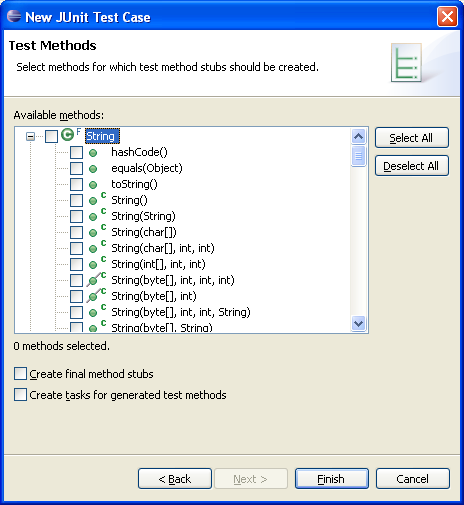 New JUnit Test Case
Test Methods
Select methods for which test method stubs should be created.
Available methods:
C F String
hashCode()
equals(Object)
toString()
C String()
C String(String)
C String(char[])
C String(char[], int, int)
C String(int[], int, int)
C String(byte[], int, int, int)
C String(byte[], int)
C String(byte[], int, int, String)
C String(byte[], String)
Select All
Deselect All
0 methods selected.
Create final method stubs
Create tasks for generated test methods
< Back
Next >
Finish
Cancel